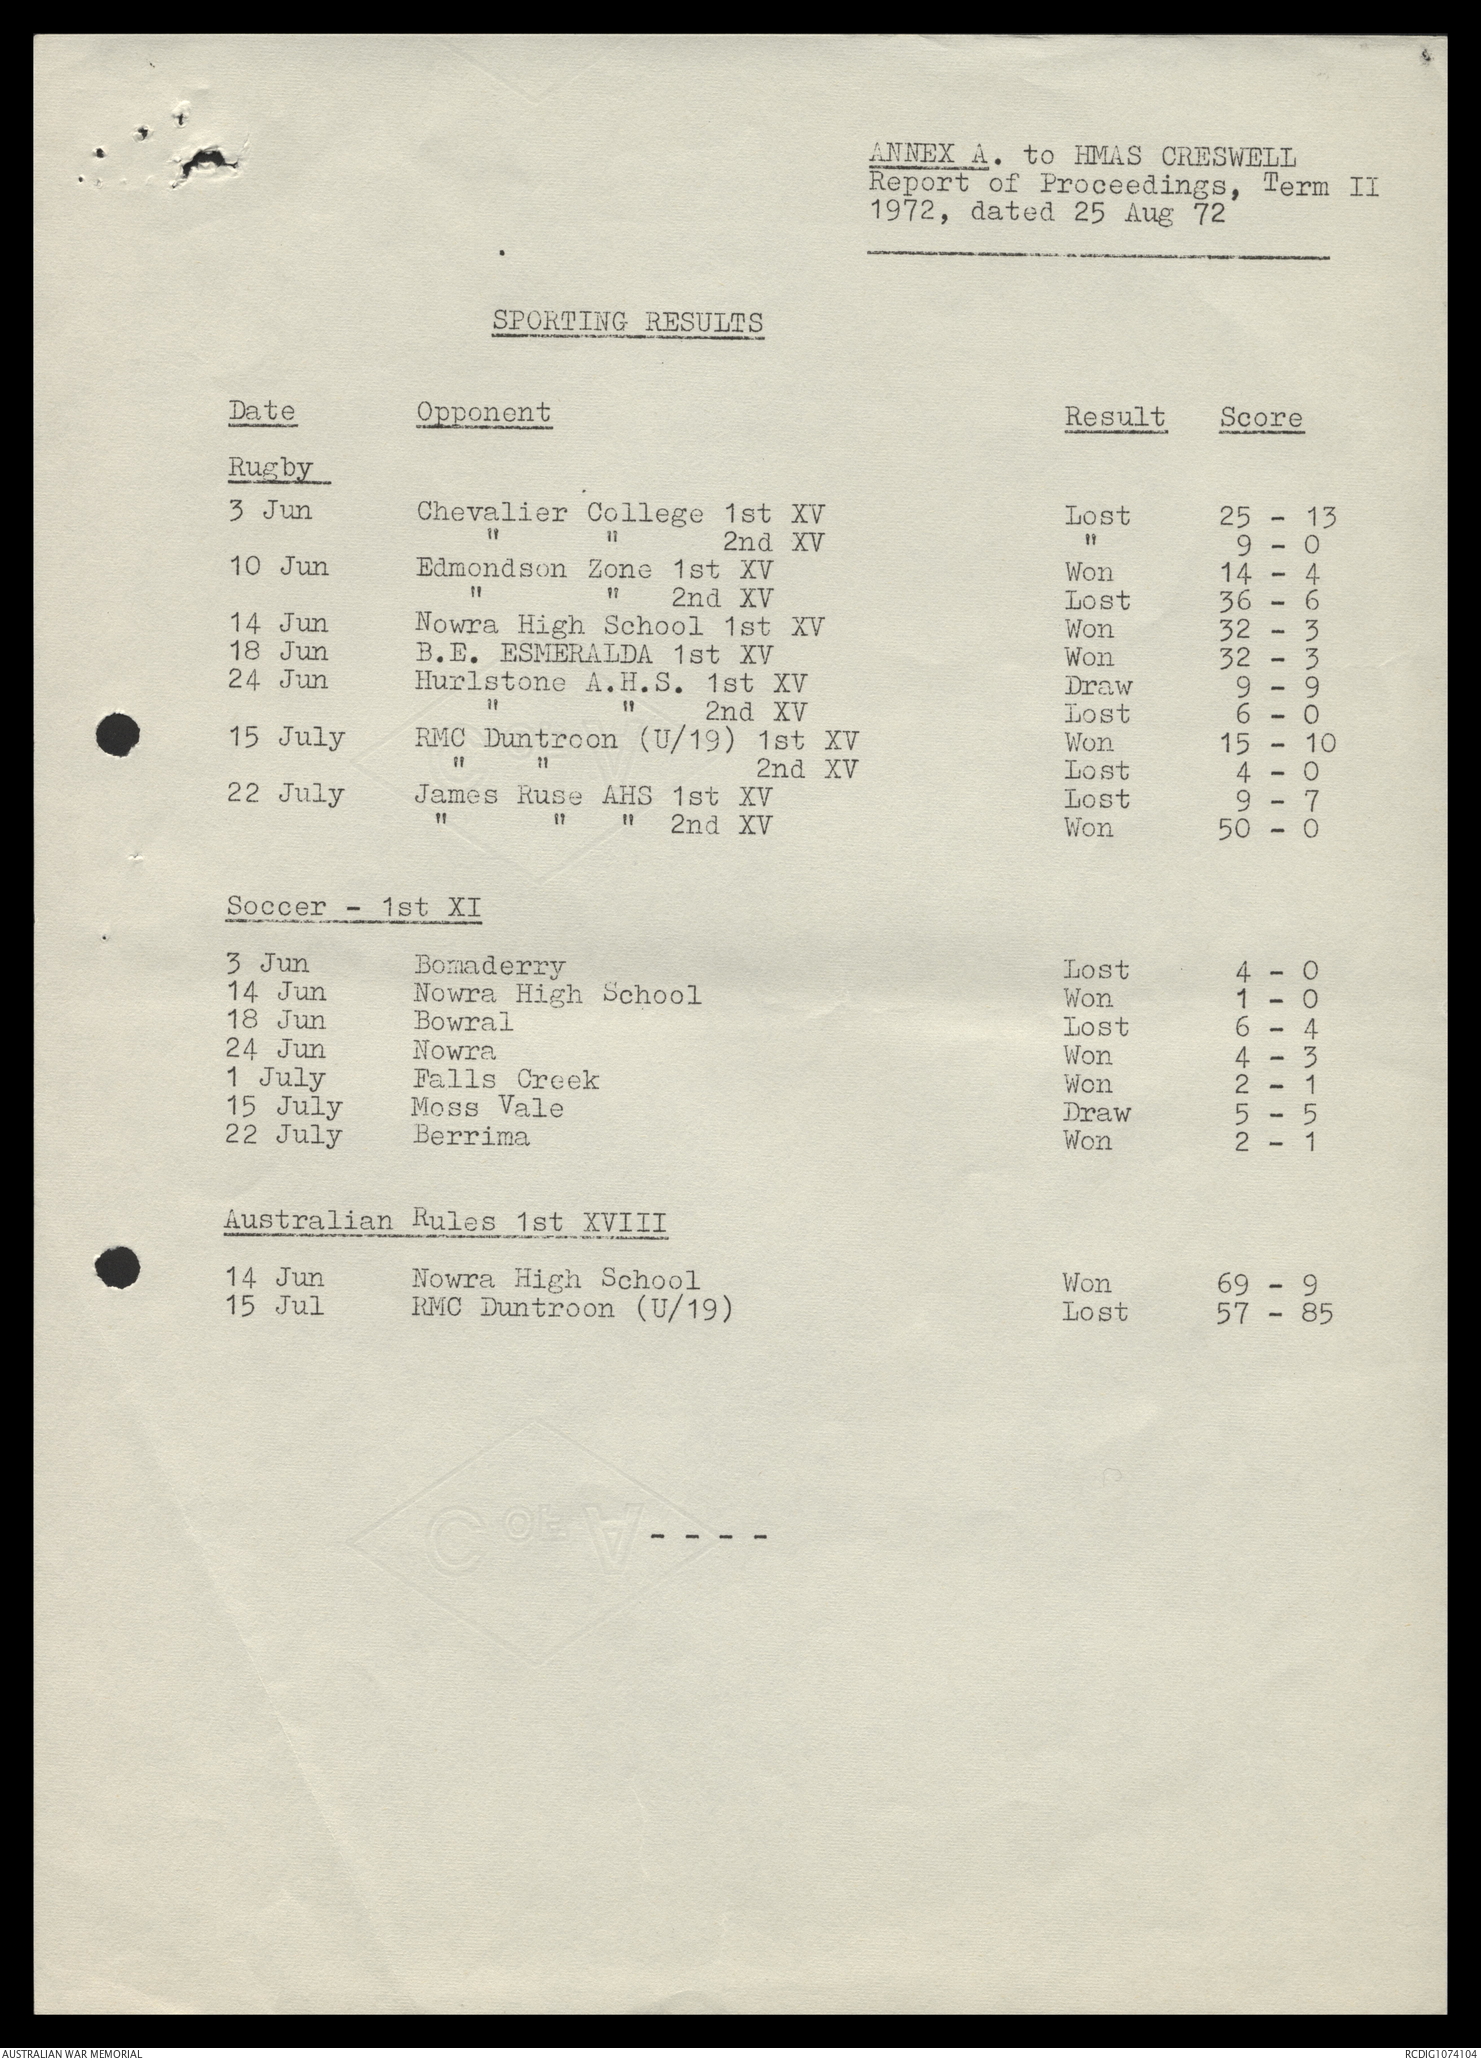 ANNEX A. to HMAS CRESWELL
Report of Proceedings, Term II
1972, dated 25 Aug 72
SPORTING RESULTS
Date Opponent Result Score
Rugby
3 Jun Chevalier College 1st XV Lost 25 - 13
" " 2nd XV " 9 - 0
10 Jun Edmondson Zone 1st XV Won 14 - 4
" " 2nd XV Lost 36 - 6
14 Jun Nowra High School 1st XV Won 32 - 3
18 Jun B.E. ESMERALDA 1st XV Won 32 - 3
24 Jun Hurlstone A.H.S. 1st XV Draw 9 - 9
" " 2nd XV Lost 6 - 0
15 July RMC Duntroon (U/19) 1st XV Won 15 - 10
" " 2nd XV Lost 4 - 0
22 July James Ruse AHS 1st XV Lost 9 - 7
" " " 2nd XV Won 50 - 0
Soccer - 1st XI
3 Jun Bomaderry Lost 4 - 0
14 Jun Nowra High School Won 1 - 0
18 Jun Bowral Lost 6 - 4
24 Jun Nowra Won 4 - 3
1 July Falls Creek Won 2 - 1
15 July Moss Vale Draw 5 - 5
22 July Berrima Won 2 - 1
Australian Rules 1st XVIII
14 Jun Nowra High School Won 69 - 9
15 Jul RMC Duntroon (U/19) Lost 57 - 85
C OF A
- - - -
AUSTRALIAN WAR MEMORIAL RCDIG1074104